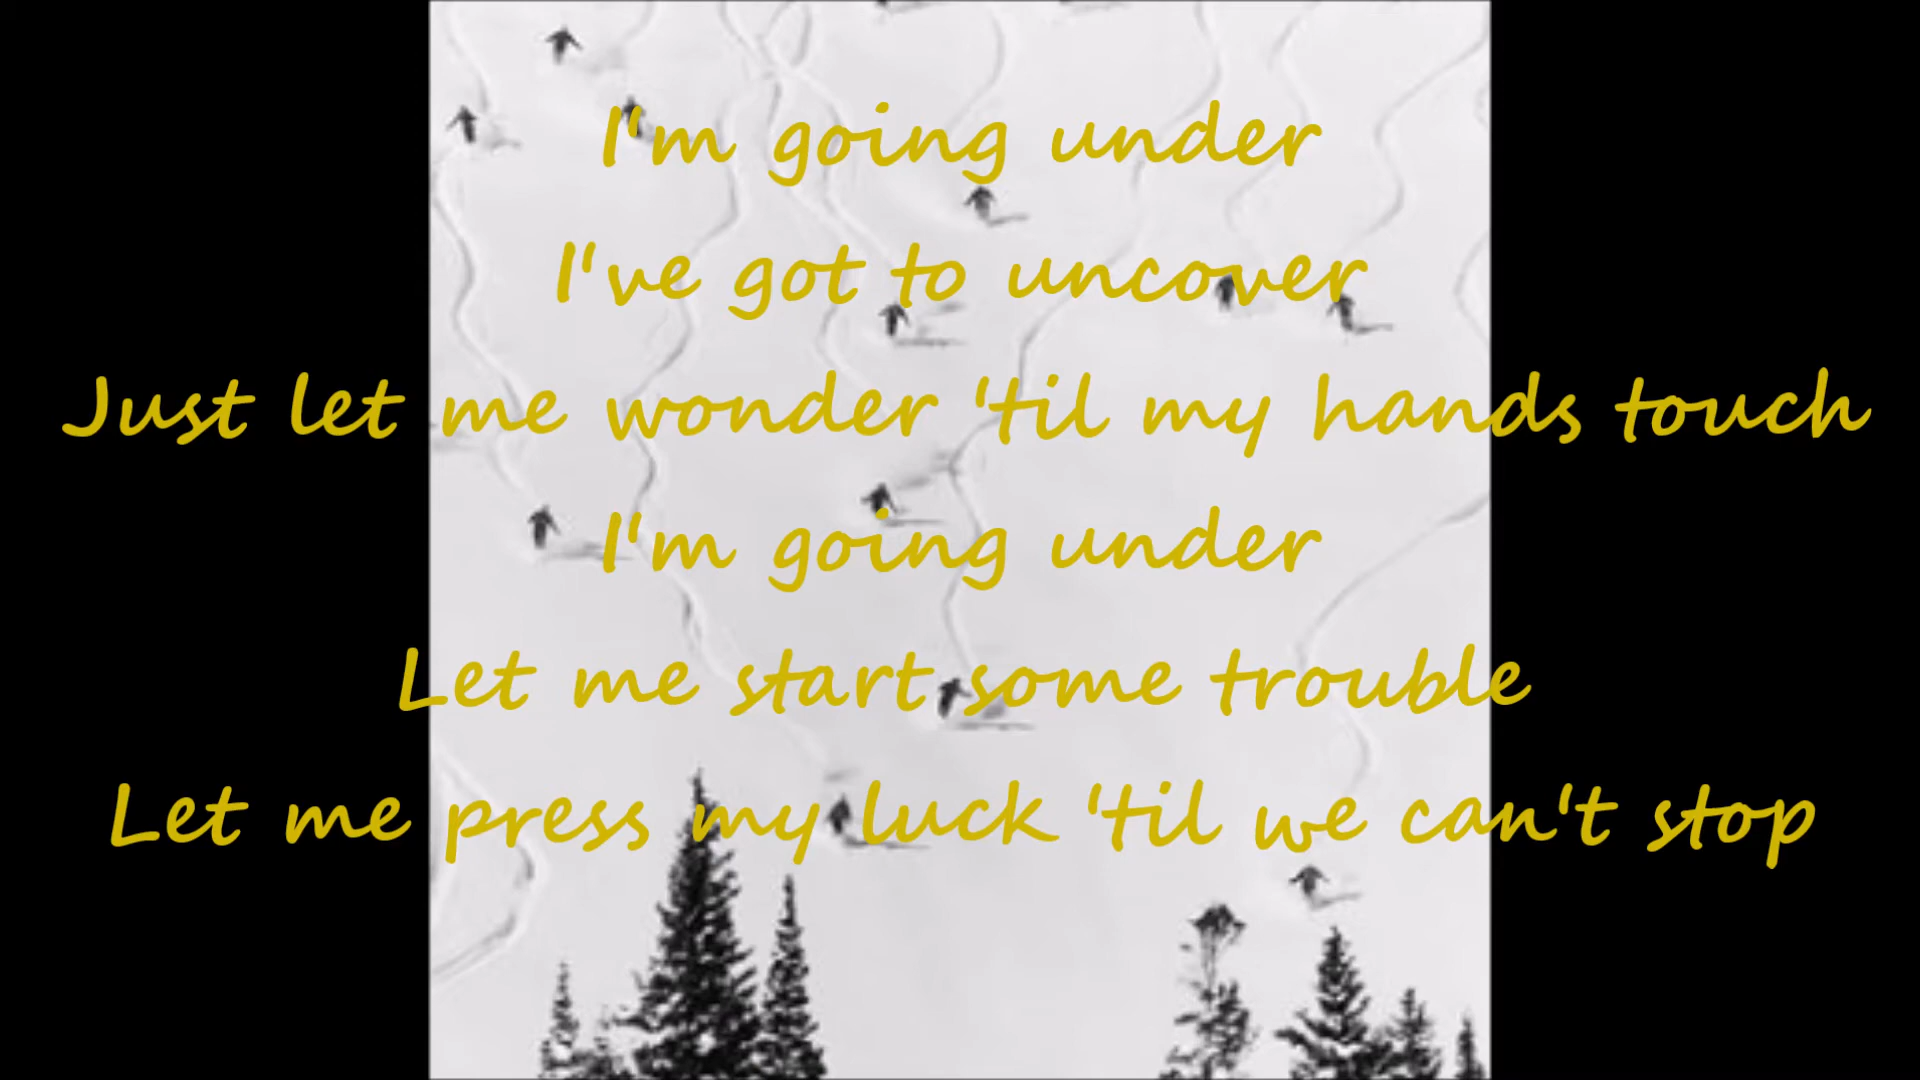 I'm going under
I've got to uncover
Just let me wonder 'til my hands touch
I'm going under
Let me start some trouble
Let me press my luck 'til we can't stop